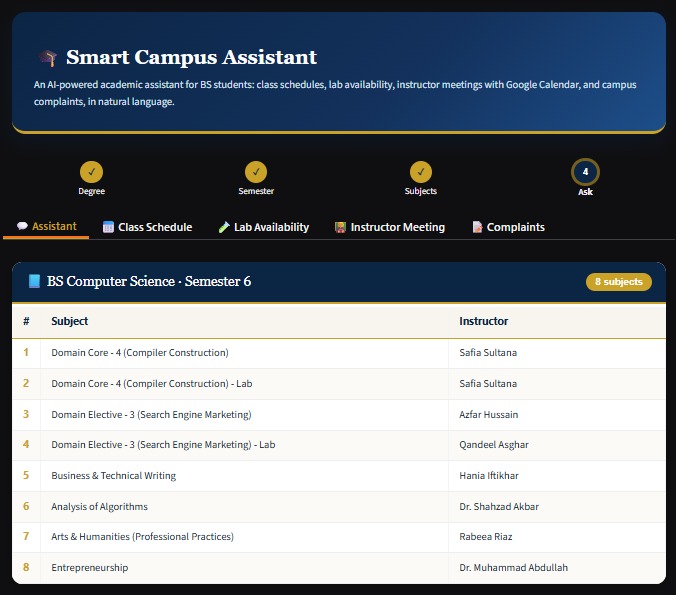 Smart Campus Assistant
An AI-powered academic assistant for BS students: class schedules, lab availability, instructor meetings with Google Calendar, and campus
complaints, in natural language.
✓ ✓ ✓ 4
Degree Semester Subjects Ask
Assistant Class Schedule Lab Availability Instructor Meeting Complaints
BS Computer Science · Semester 6 8 subjects
# Subject Instructor
1 Domain Core - 4 (Compiler Construction) Safia Sultana
2 Domain Core - 4 (Compiler Construction) - Lab Safia Sultana
3 Domain Elective - 3 (Search Engine Marketing) Azfar Hussain
4 Domain Elective - 3 (Search Engine Marketing) - Lab Qandeel Asghar
5 Business & Technical Writing Hania Iftikhar
6 Analysis of Algorithms Dr. Shahzad Akbar
7 Arts & Humanities (Professional Practices) Rabeea Riaz
8 Entrepreneurship Dr. Muhammad Abdullah